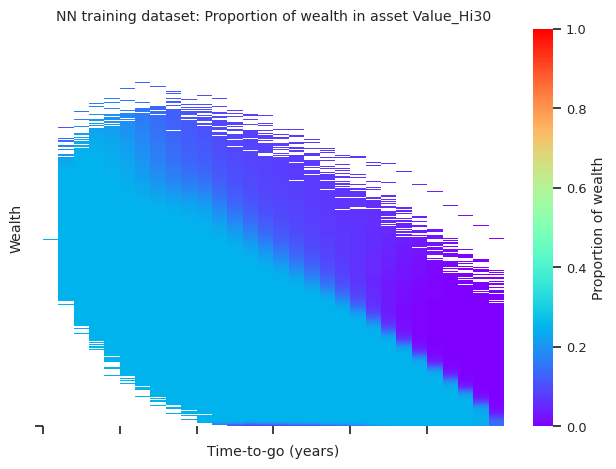 NN training dataset: Proportion of wealth in asset Value_Hi30
Wealth
Time-to-go (years)
1.0
0.8
0.6
0.4
0.2
0.0
Proportion of wealth